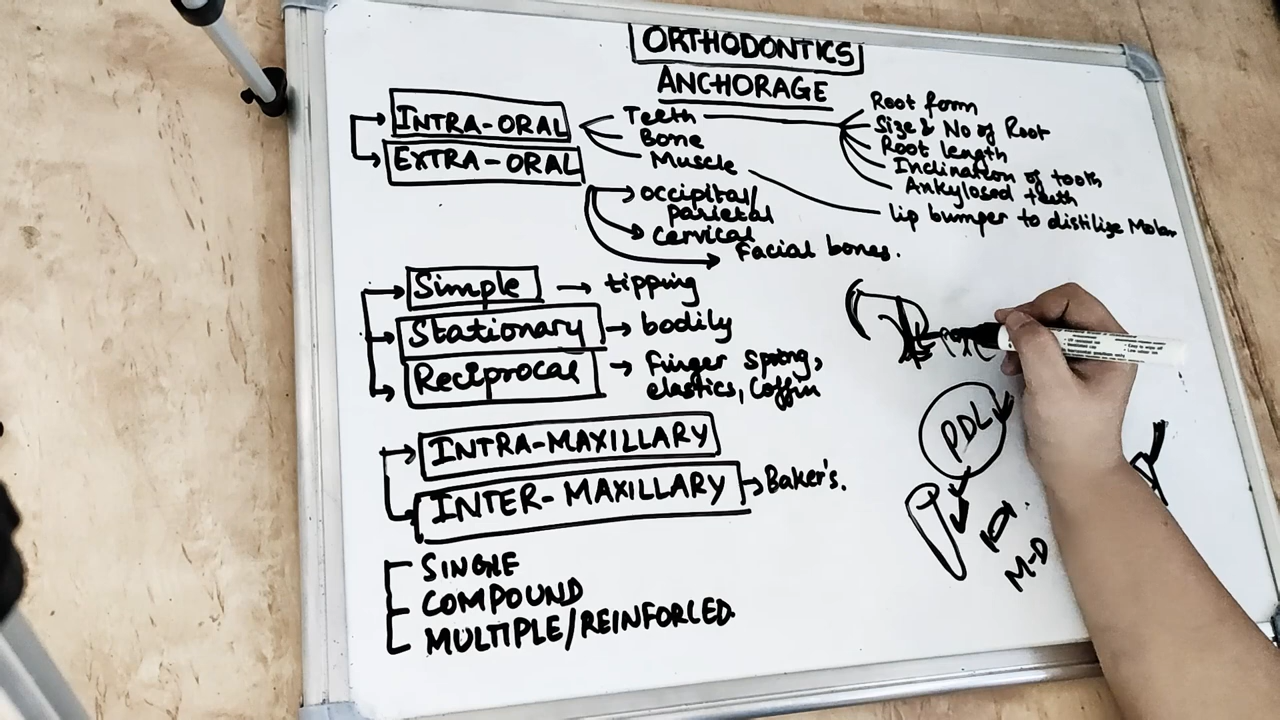 ORTHODONTICS
ANCHORAGE
INTRA-ORAL
EXTRA-ORAL
Teeth
Bone
Muscle
Root form
Size & No of Root
Root length
Inclination of tooth
Ankylosed teeth
lip bumper to distilize Molar
occipital/
parietal
cervical
Facial bones.
Simple → tipping
Stationary → bodily
Reciprocal → Finger spring,
elastics, Coffin
INTRA-MAXILLARY
INTER-MAXILLARY → Baker's.
SINGLE
COMPOUND
MULTIPLE/REINFORCED.
PDL
M-D